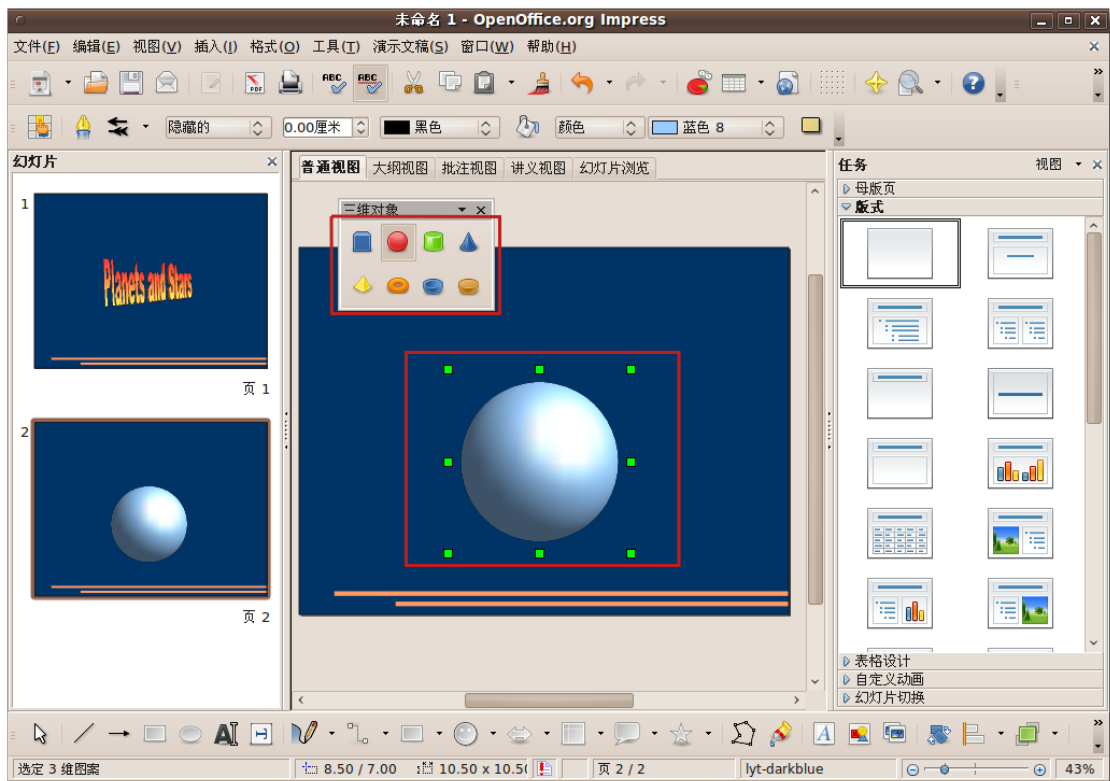 未命名 1 - OpenOffice.org Impress
文件(F) 编辑(E) 视图(V) 插入(I) 格式(O) 工具(T) 演示文稿(S) 窗口(W) 帮助(H)
PDF ABC ABC
隐藏的 0.00厘米 黑色 颜色 蓝色 8
幻灯片
普通视图 大纲视图 批注视图 讲义视图 幻灯片浏览
任务 视图
母版页
版式
三维对象
1
Planets and Stars
页 1
2
页 2
表格设计
自定义动画
幻灯片切换
选定 3 维图案 8.50 / 7.00 10.50 x 10.50 页 2 / 2 lyt-darkblue 43%